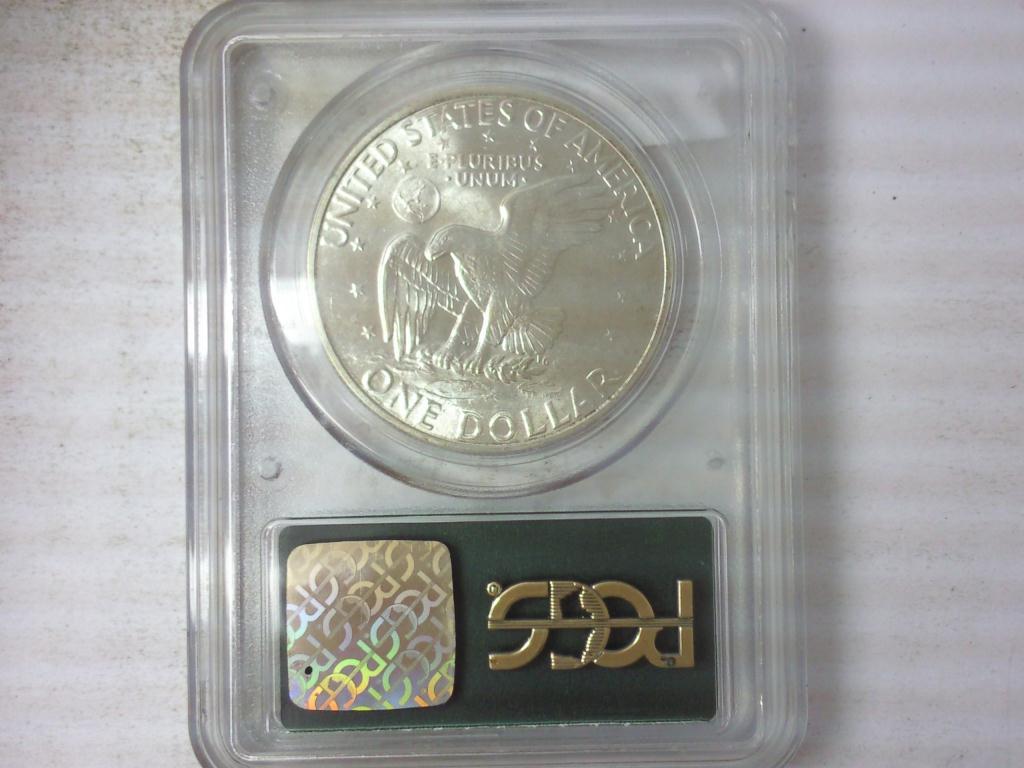 UNITED STATES OF AMERICA
E·PLURIBUS
·UNUM·
ONE DOLLAR
PCGS